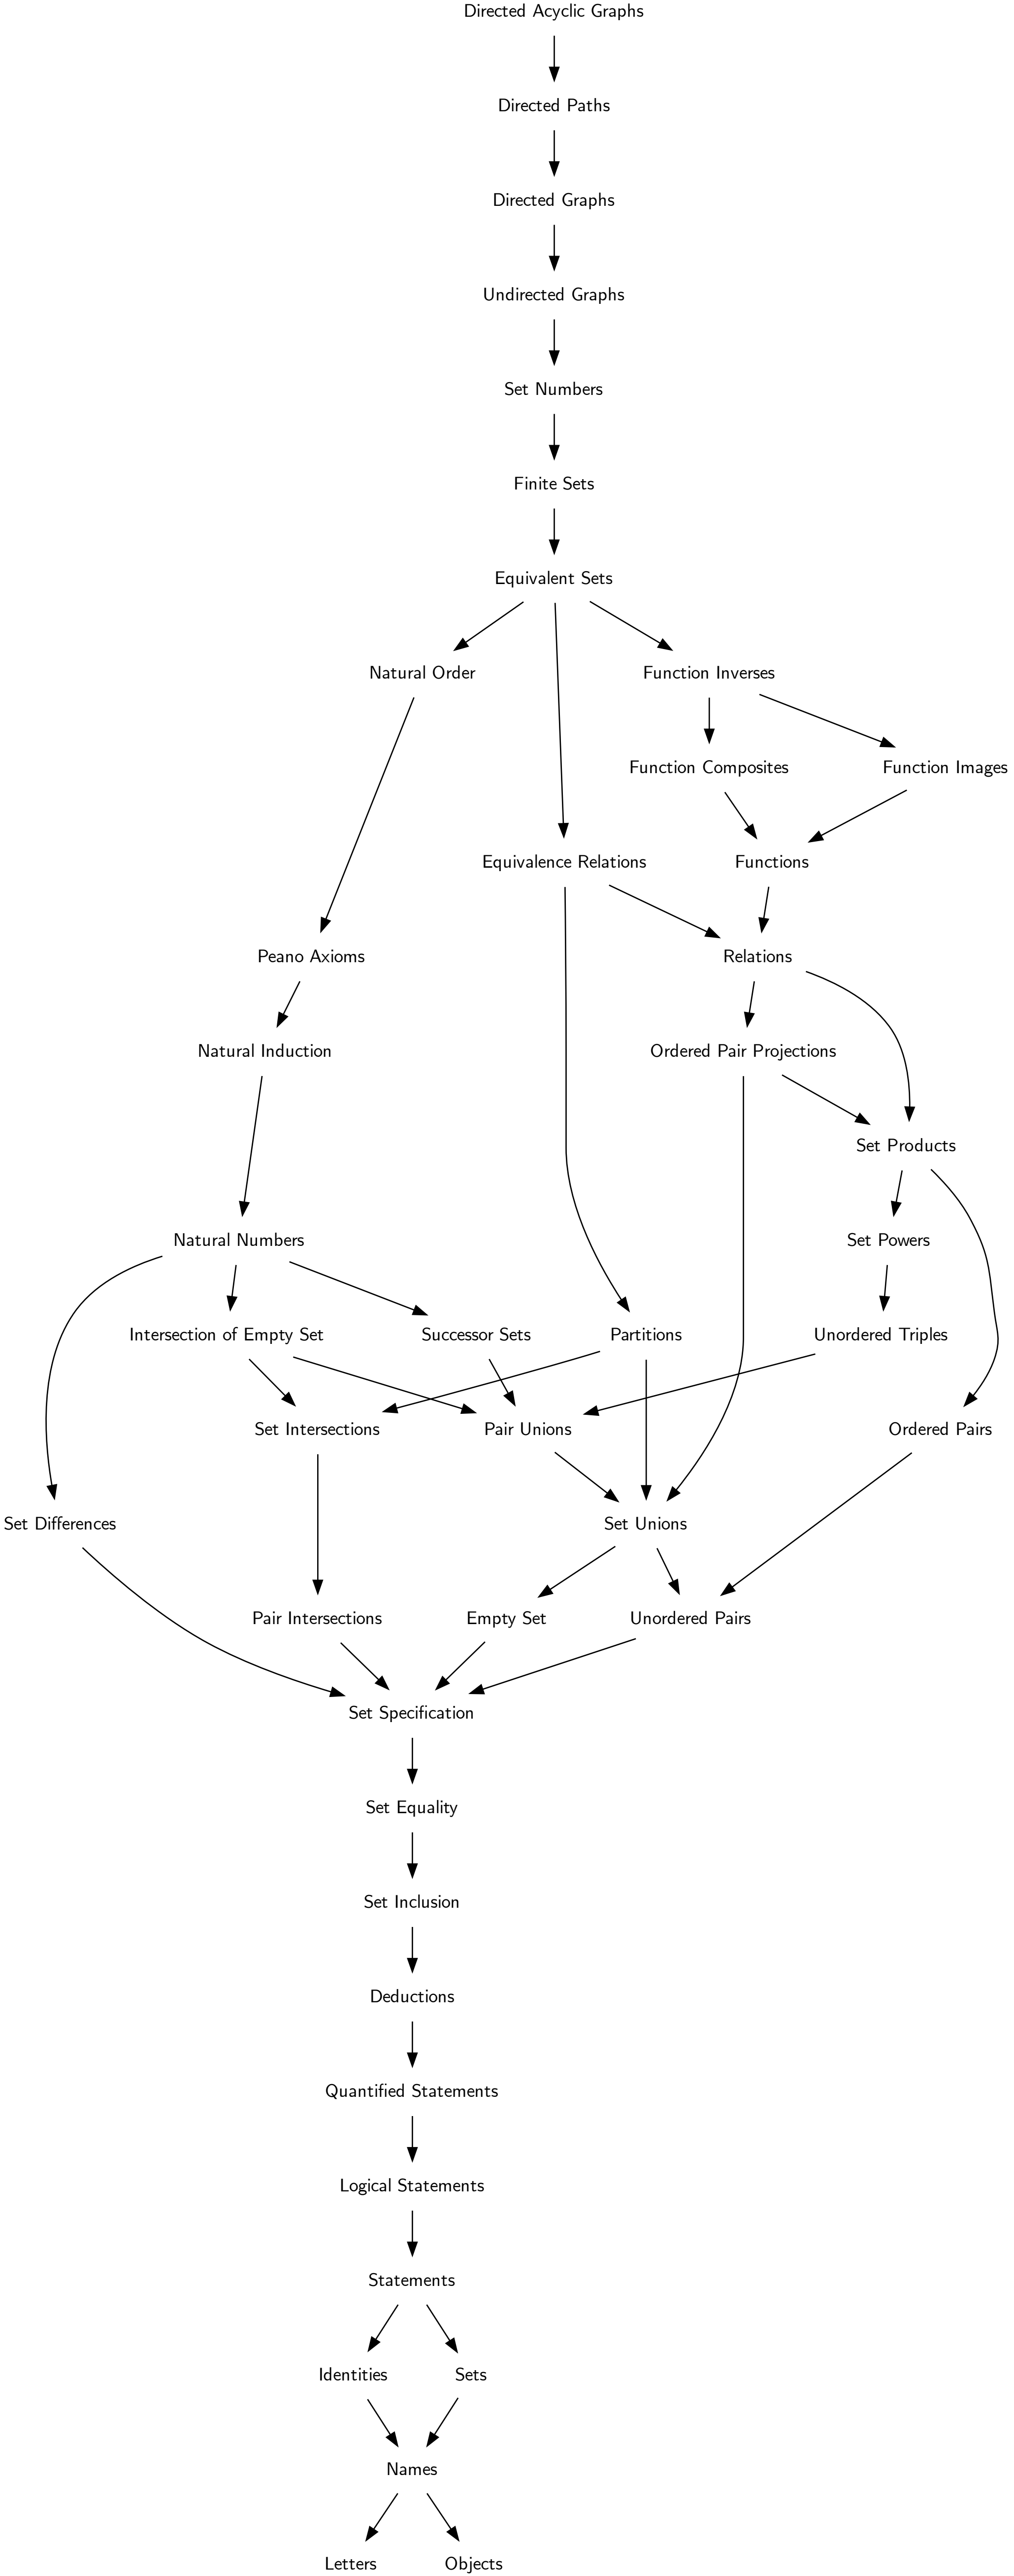 Directed Acyclic Graphs
Directed Paths
Directed Graphs
Undirected Graphs
Set Numbers
Finite Sets
Equivalent Sets
Natural Order
Function Inverses
Function Composites
Function Images
Equivalence Relations
Functions
Peano Axioms
Relations
Natural Induction
Ordered Pair Projections
Set Products
Natural Numbers
Set Powers
Intersection of Empty Set
Successor Sets
Partitions
Unordered Triples
Set Intersections
Pair Unions
Ordered Pairs
Set Differences
Set Unions
Pair Intersections
Empty Set
Unordered Pairs
Set Specification
Set Equality
Set Inclusion
Deductions
Quantified Statements
Logical Statements
Statements
Identities
Sets
Names
Letters
Objects